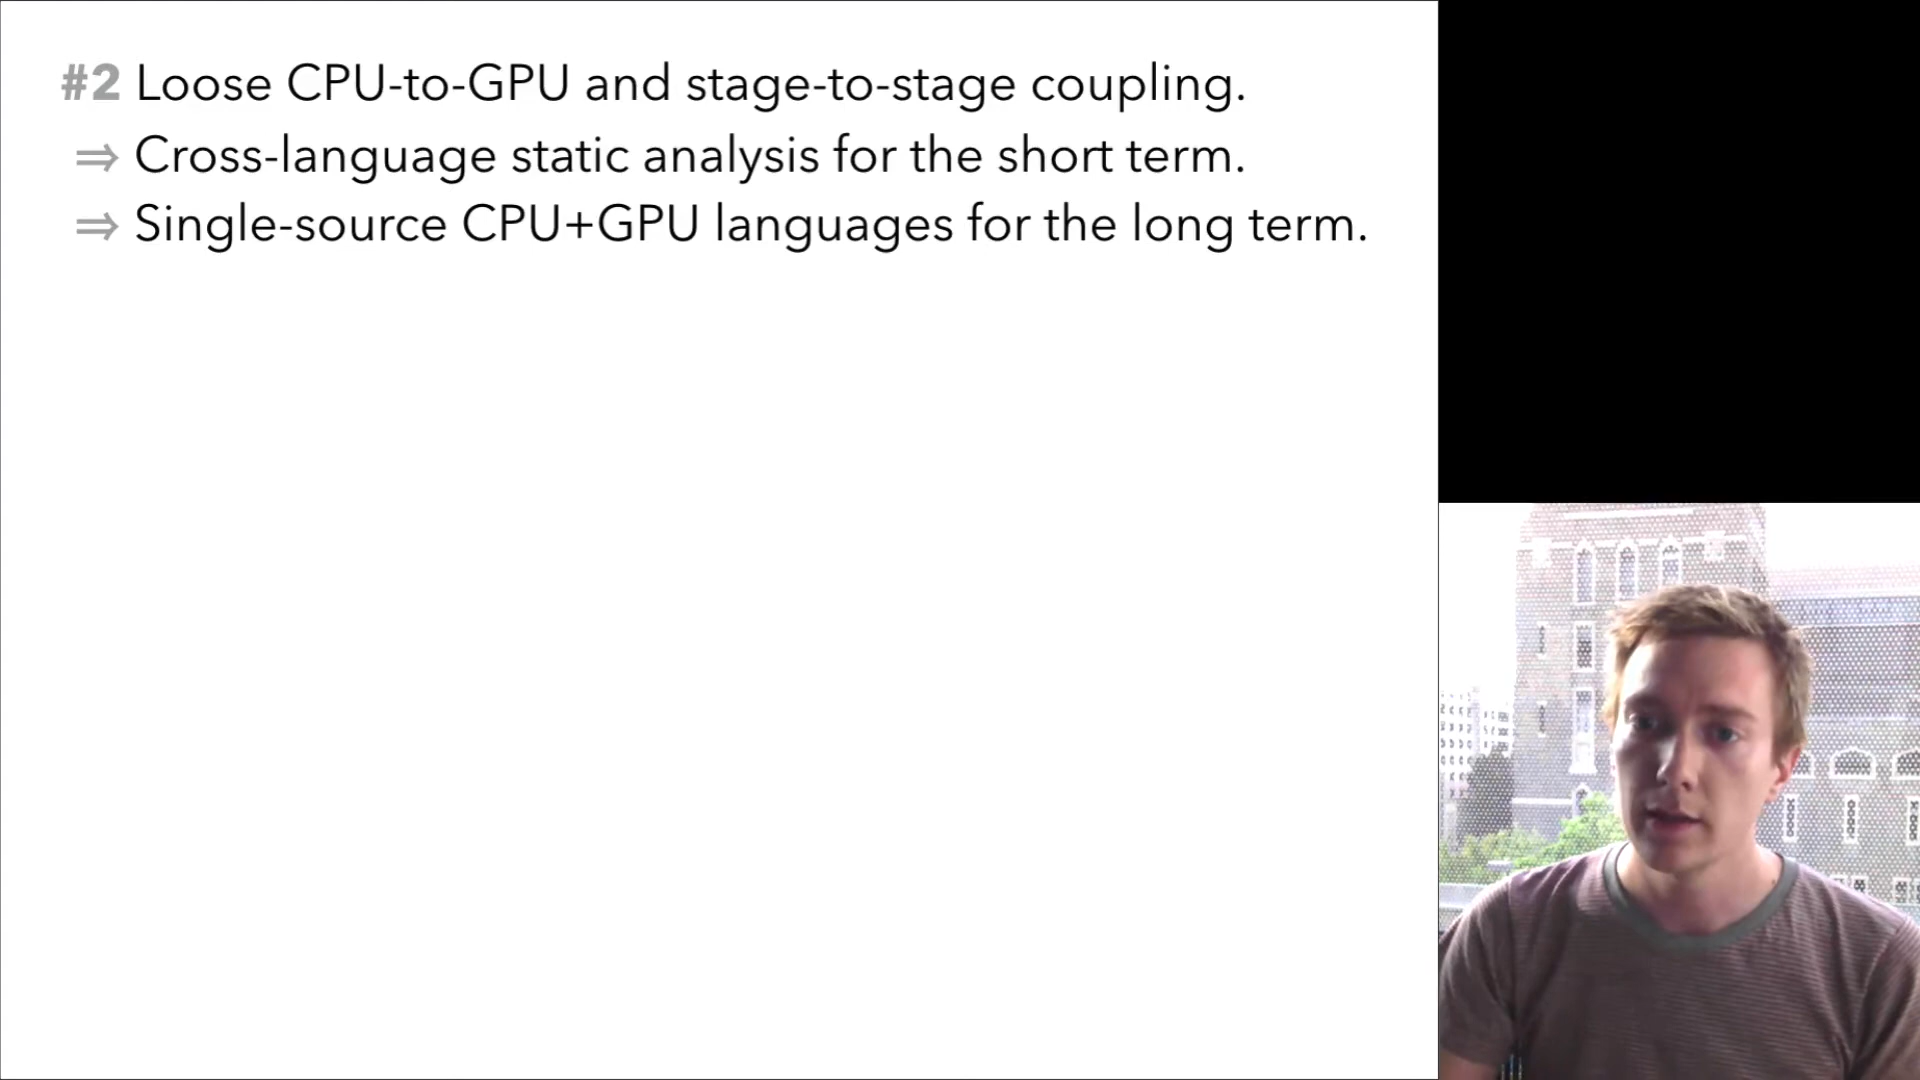 #2 Loose CPU-to-GPU and stage-to-stage coupling.
⇒ Cross-language static analysis for the short term.
⇒ Single-source CPU+GPU languages for the long term.